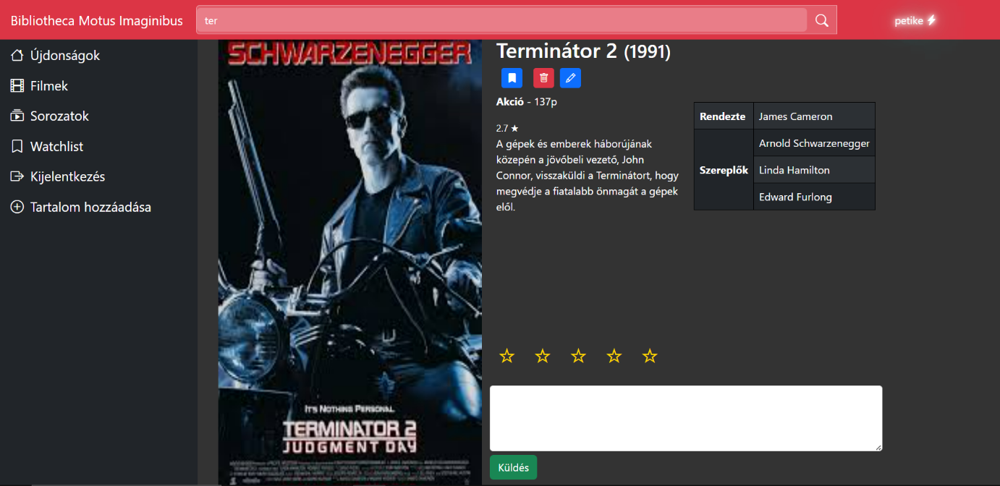 Bibliotheca Motus Imaginibus
ter
petike
Újdonságok
Filmek
Sorozatok
Watchlist
Kijelentkezés
Tartalom hozzáadása
SCHWARZENEGGER
IT'S NOTHING PERSONAL.
TERMINATOR 2
JUDGMENT DAY
Terminátor 2 (1991)
Akció - 137p
2.7 ★
A gépek és emberek háborújának
közepén a jövőbeli vezető, John
Connor, visszaküldi a Terminátort, hogy
megvédje a fiatalabb önmagát a gépek
elől.
Rendezte James Cameron
Szereplők
Arnold Schwarzenegger
Linda Hamilton
Edward Furlong
Küldés